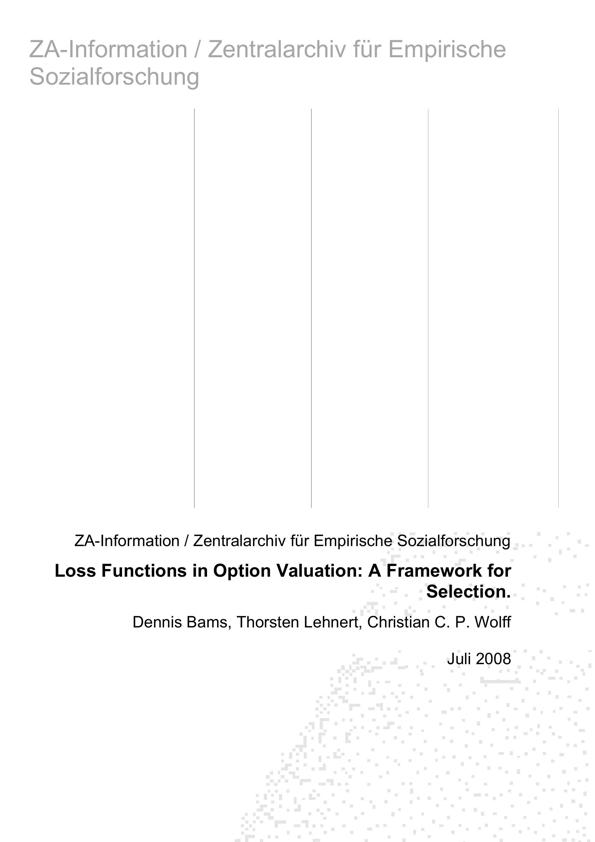 ZA-Information / Zentralarchiv für Empirische
Sozialforschung
ZA-Information / Zentralarchiv für Empirische Sozialforschung
Loss Functions in Option Valuation: A Framework for
Selection.
Dennis Bams, Thorsten Lehnert, Christian C. P. Wolff
Juli 2008